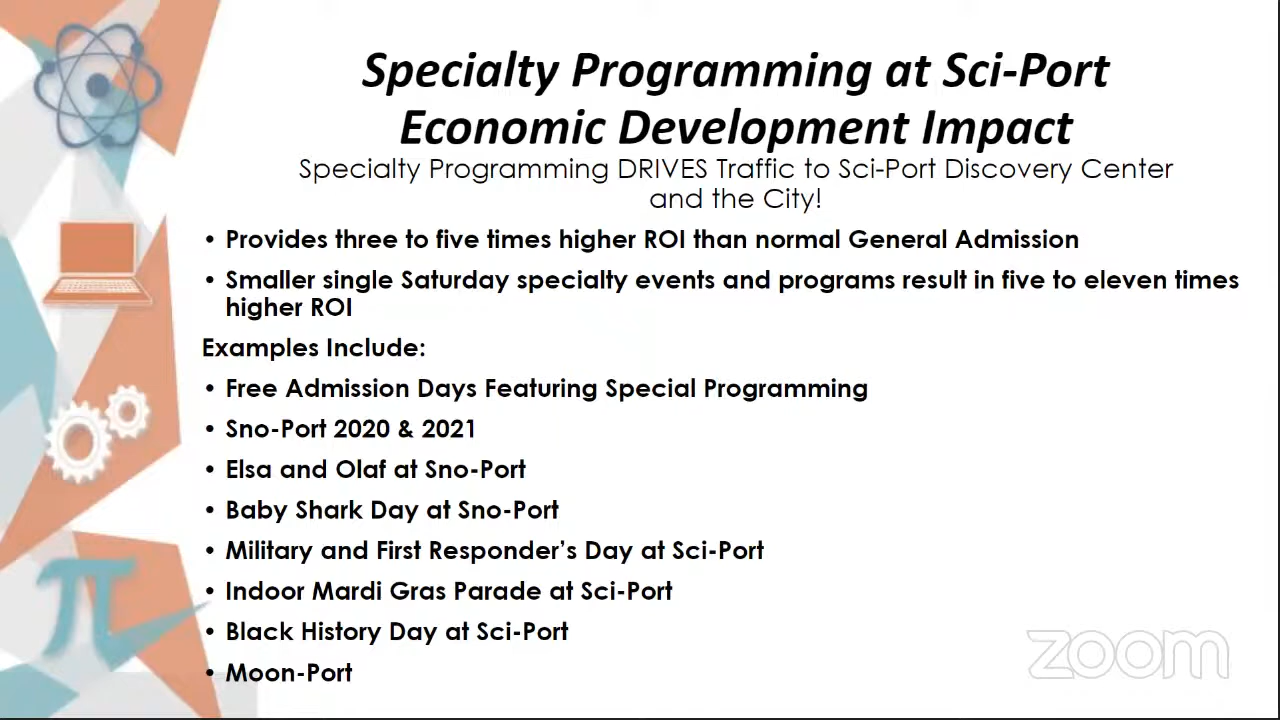 Specialty Programming at Sci-Port
Economic Development Impact
Specialty Programming DRIVES Traffic to Sci-Port Discovery Center
and the City!
• Provides three to five times higher ROI than normal General Admission
• Smaller single Saturday specialty events and programs result in five to eleven times
higher ROI
Examples Include:
• Free Admission Days Featuring Special Programming
• Sno-Port 2020 & 2021
• Elsa and Olaf at Sno-Port
• Baby Shark Day at Sno-Port
• Military and First Responder’s Day at Sci-Port
• Indoor Mardi Gras Parade at Sci-Port
• Black History Day at Sci-Port
• Moon-Port
zoom
π